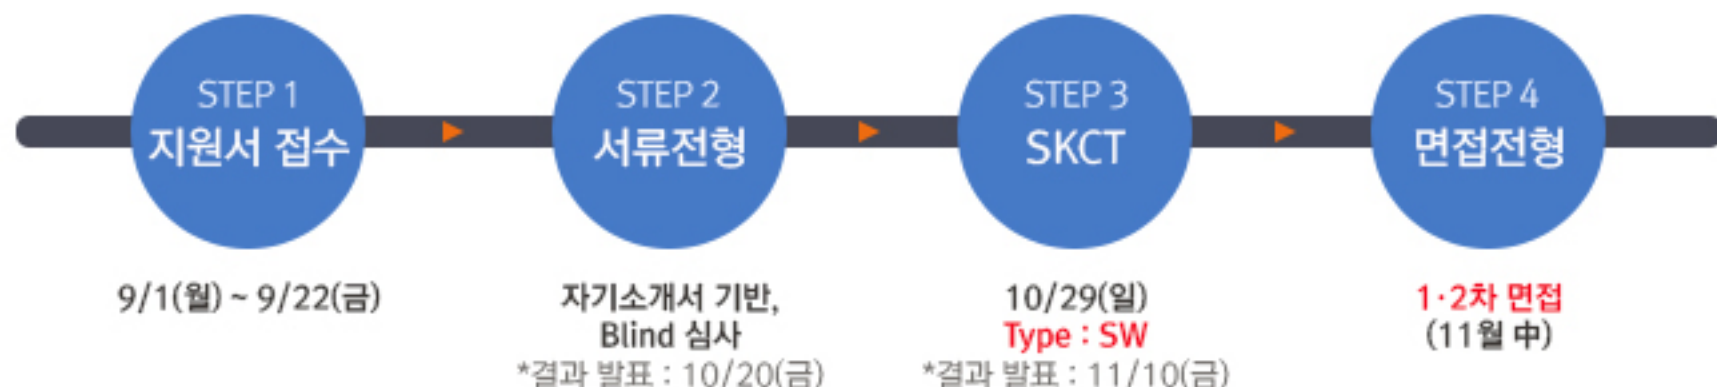 STEP 1
지원서 접수
9/1(월) ~ 9/22(금)
STEP 2
서류전형
자기소개서 기반,
Blind 심사
*결과 발표 : 10/20(금)
STEP 3
SKCT
10/29(일)
Type : SW
*결과 발표 : 11/10(금)
STEP 4
면접전형
1·2차 면접
(11월 中)